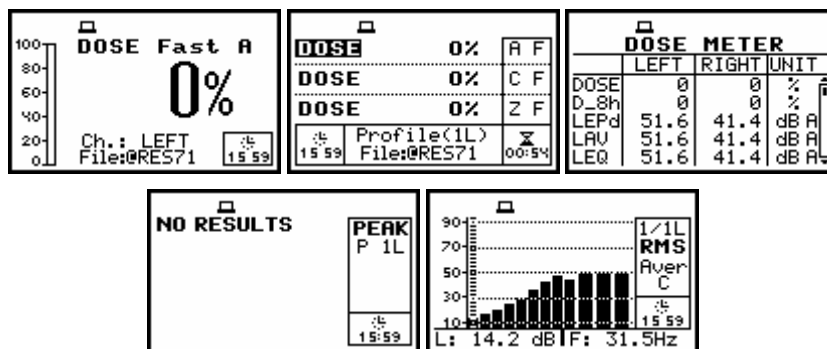 100
80
60
40
20
0
DOSE Fast A
0%
Ch.: LEFT
File:@RES71
15 59
DOSE 0% A F
DOSE 0% C F
DOSE 0% Z F
15 59
Profile(1L)
File:@RES71
00:54
DOSE METER
LEFT RIGHT UNIT
DOSE 0 0 %
D_8h 0 0 %
LEPd 51.6 41.4 dB A
LAV 51.6 41.4 dB A
LEQ 51.6 41.4 dB A
NO RESULTS
PEAK
P 1L
15:59
90
70
50
30
10
1/1L
RMS
Aver
C
15 59
L: 14.2 dB F: 31.5Hz